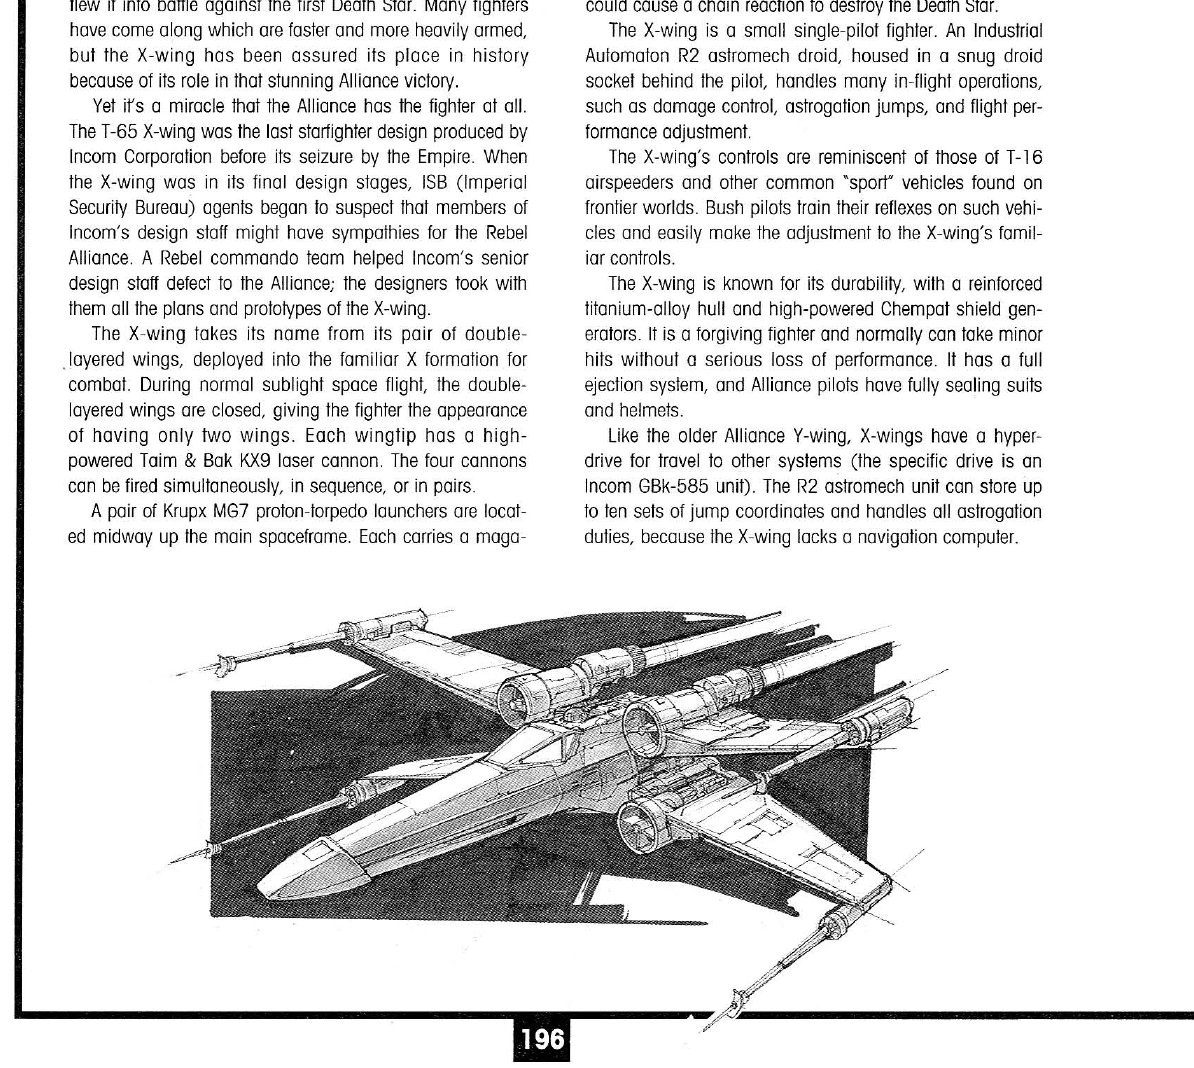 flew it into battle against the first Death Star. Many fighters
have come along which are faster and more heavily armed,
but the X-wing has been assured its place in history
because of its role in that stunning Alliance victory.
Yet it's a miracle that the Alliance has the fighter at all.
The T-65 X-wing was the last starfighter design produced by
Incom Corporation before its seizure by the Empire. When
the X-wing was in its final design stages, ISB (Imperial
Security Bureau) agents began to suspect that members of
Incom's design staff might have sympathies for the Rebel
Alliance. A Rebel commando team helped Incom's senior
design staff defect to the Alliance; the designers took with
them all the plans and prototypes of the X-wing.
The X-wing takes its name from its pair of double-
layered wings, deployed into the familiar X formation for
combat. During normal sublight space flight, the double-
layered wings are closed, giving the fighter the appearance
of having only two wings. Each wingtip has a high-
powered Taim & Bak KX9 laser cannon. The four cannons
can be fired simultaneously, in sequence, or in pairs.
A pair of Krupx MG7 proton-torpedo launchers are locat-
ed midway up the main spaceframe. Each carries a maga-
could cause a chain reaction to destroy the Death Star.
The X-wing is a small single-pilot fighter. An Industrial
Automaton R2 astromech droid, housed in a snug droid
socket behind the pilot, handles many in-flight operations,
such as damage control, astrogation jumps, and flight per-
formance adjustment.
The X-wing's controls are reminiscent of those of T-16
airspeeders and other common "sport" vehicles found on
frontier worlds. Bush pilots train their reflexes on such vehi-
cles and easily make the adjustment to the X-wing's famil-
iar controls.
The X-wing is known for its durability, with a reinforced
titanium-alloy hull and high-powered Chempat shield gen-
erators. It is a forgiving fighter and normally can take minor
hits without a serious loss of performance. It has a full
ejection system, and Alliance pilots have fully sealing suits
and helmets.
Like the older Alliance Y-wing, X-wings have a hyper-
drive for travel to other systems (the specific drive is an
Incom GBk-585 unit). The R2 astromech unit can store up
to ten sets of jump coordinates and handles all astrogation
duties, because the X-wing lacks a navigation computer.
196